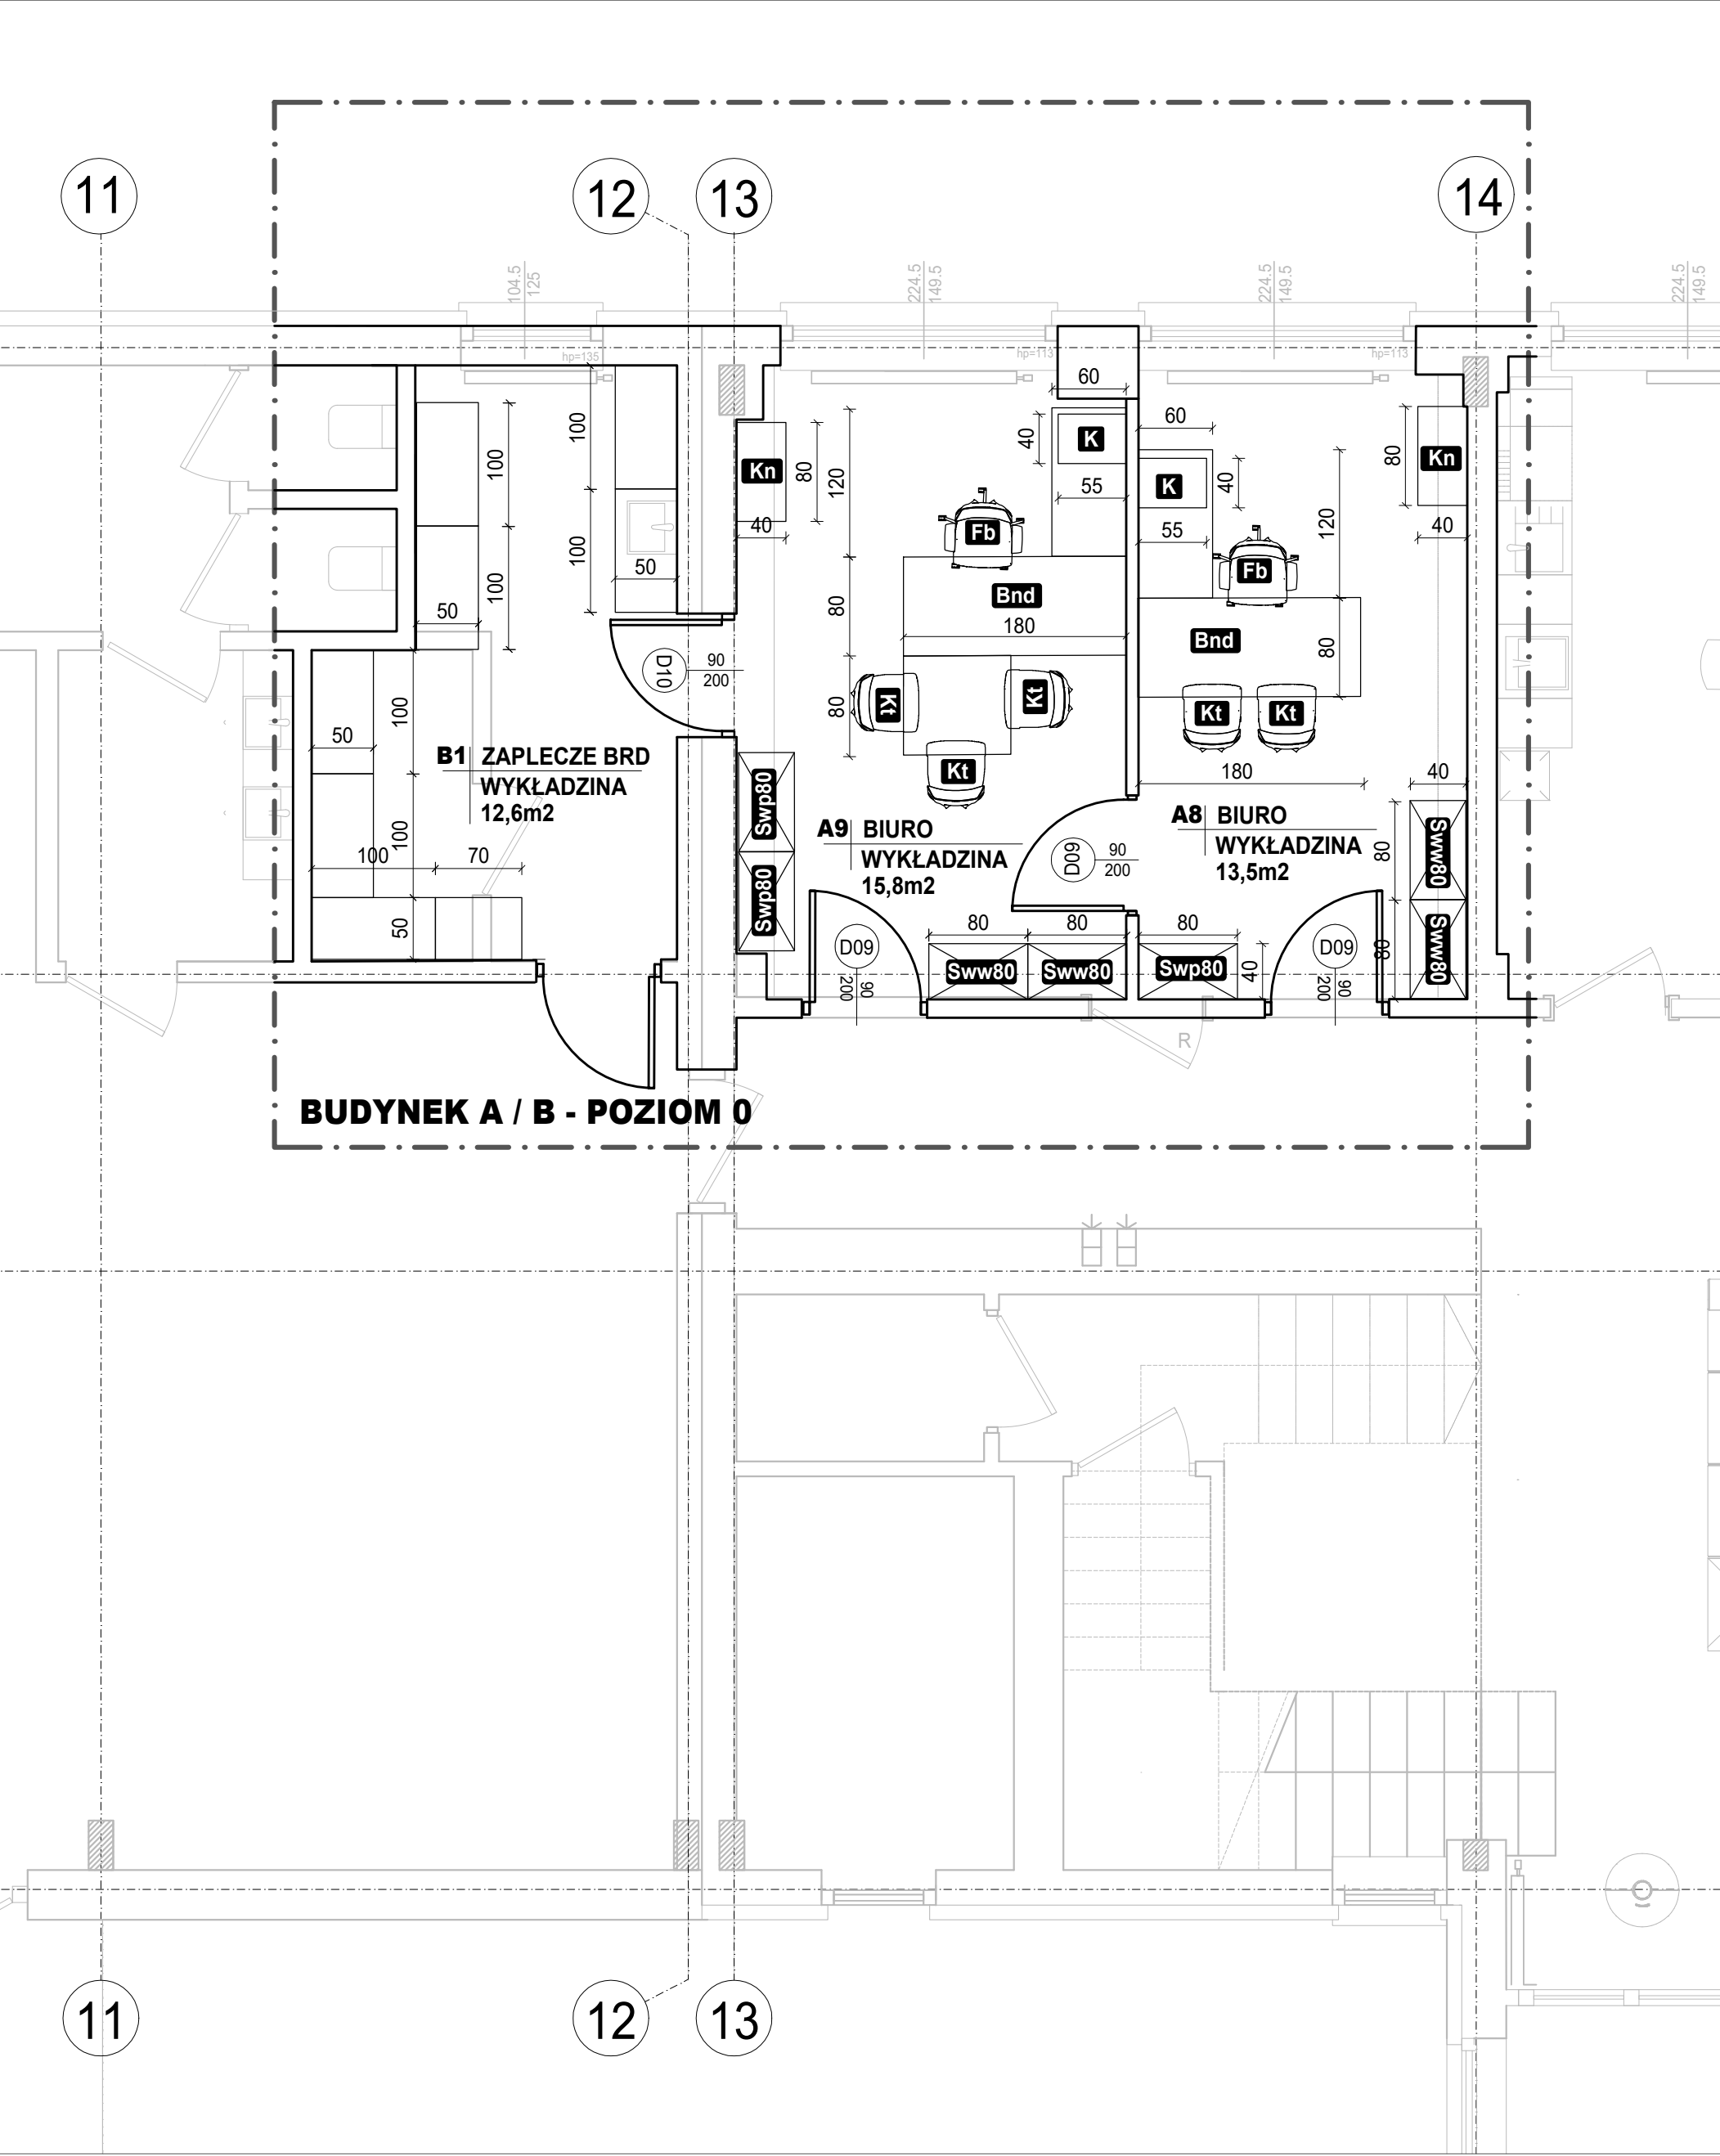 11
12
13
14
104.5
125
224.5
149.5
224.5
149.5
224.5
149.5
hp=135
hp=113
hp=113
60
60
100
100
100
100
50
50
Kn
80
40
120
80
80
40
K
55
Fb
Bnd
180
Kt
Kt
Kt
K
40
55
120
Fb
Bnd
80
Kt
Kt
180
80
Kn
40
D10
90
200
50
100
100
100
70
50
B1
ZAPLECZE BRD
WYKŁADZINA
12,6m2
Swp80
Swp80
A9
BIURO
WYKŁADZINA
15,8m2
D09
90
200
A8
BIURO
WYKŁADZINA
13,5m2
40
80
80
Sww80
Sww80
D09
90
200
80
80
Sww80
Sww80
80
Swp80
40
D09
90
200
R
BUDYNEK A / B - POZIOM 0
11
12
13